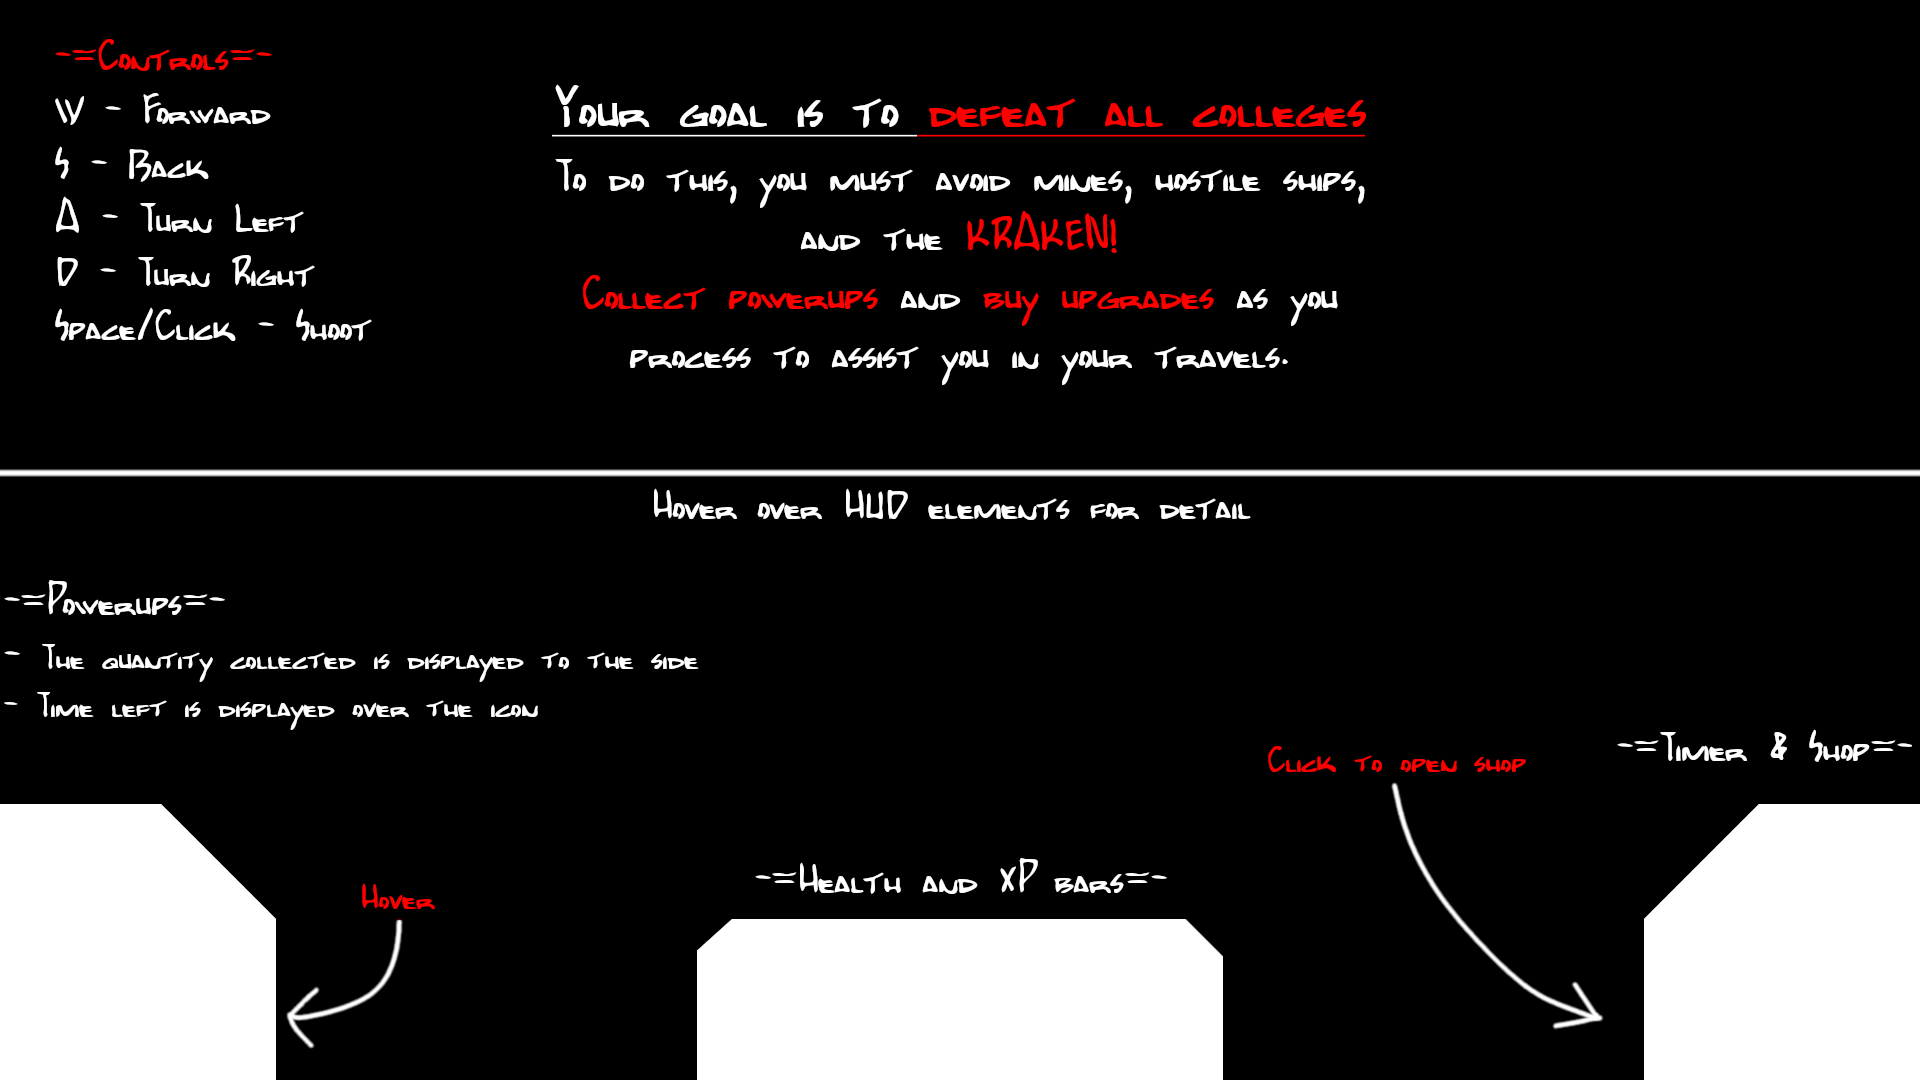 -=Controls=-
W - Forward
S - Back
A - Turn Left
D - Turn Right
Space/Click - Shoot
Your goal is to defeat all colleges
To do this, you must avoid mines, hostile ships,
and the KRAKEN!
Collect powerups and buy upgrades as you
process to assist you in your travels.
Hover over HUD elements for detail
-=Powerups=-
- The quantity collected is displayed to the side
- Time left is displayed over the icon
Click to open shop
-=Timer & Shop=-
Hover
-=Health and XP bars=-